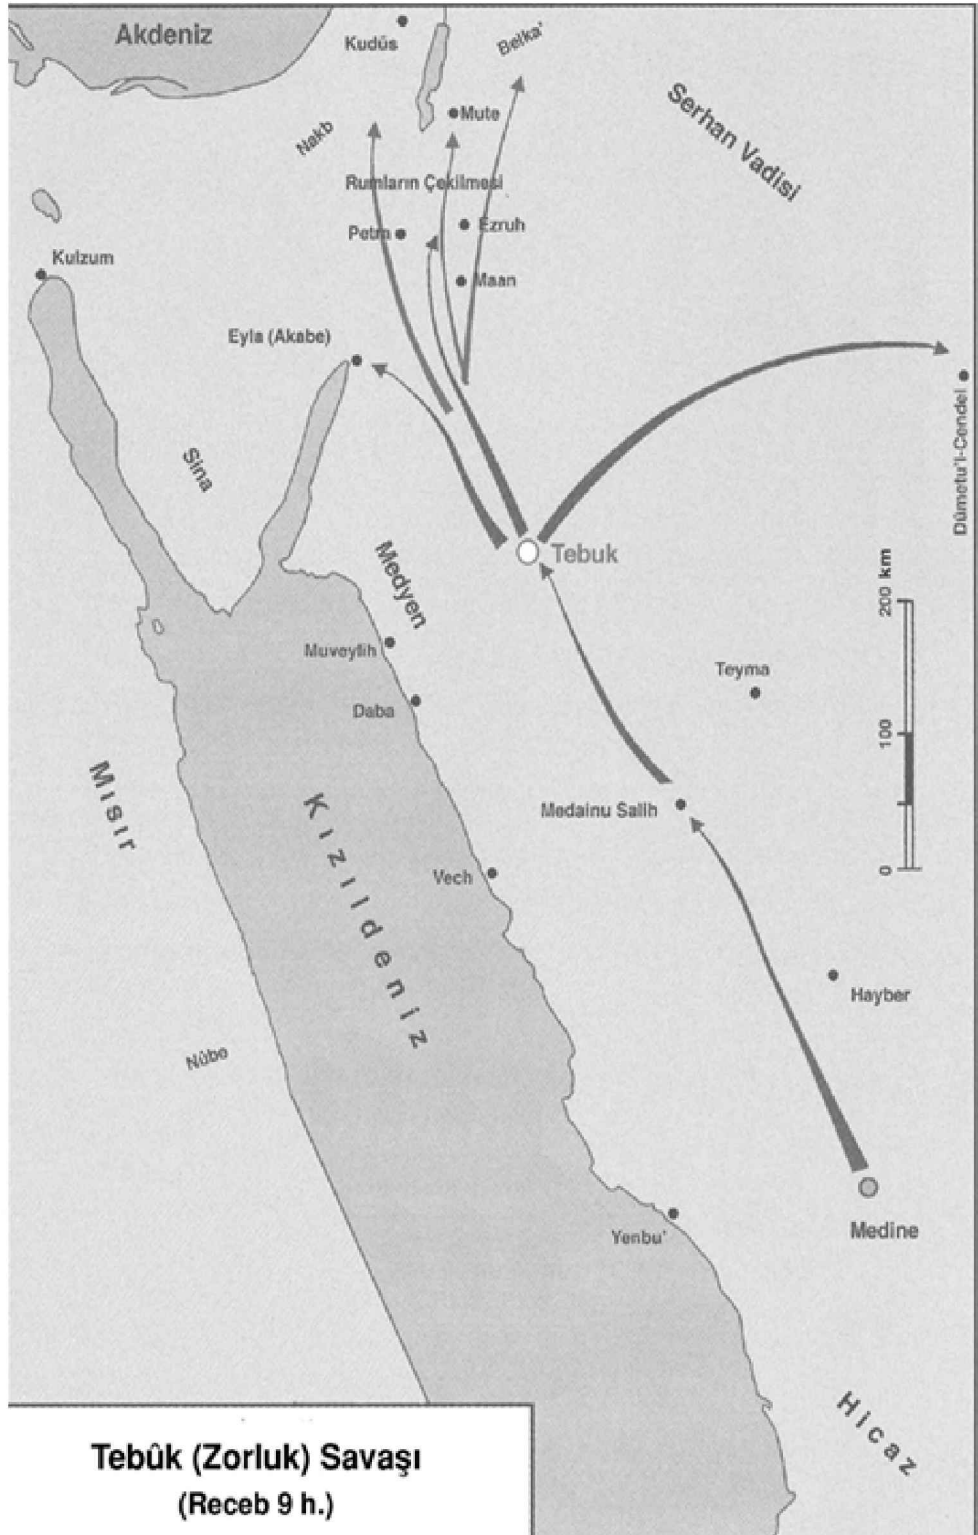 Akdeniz
Kudüs
Belka'
Mute
Serhan Vadisi
Nakb
Rumların Çekilmesi
Petra
Ezruh
Kulzum
Maan
Eyla (Akabe)
Dûmetu'l-Cendel
Sina
Tebuk
Medyen
200 km
Muveylih
Teyma
Daba
100
Mısır
Kızıldeniz
Medainu Salih
0
Vech
Hayber
Nûbe
Yenbu'
Medine
Hicaz
Tebûk (Zorluk) Savaşı
(Receb 9 h.)